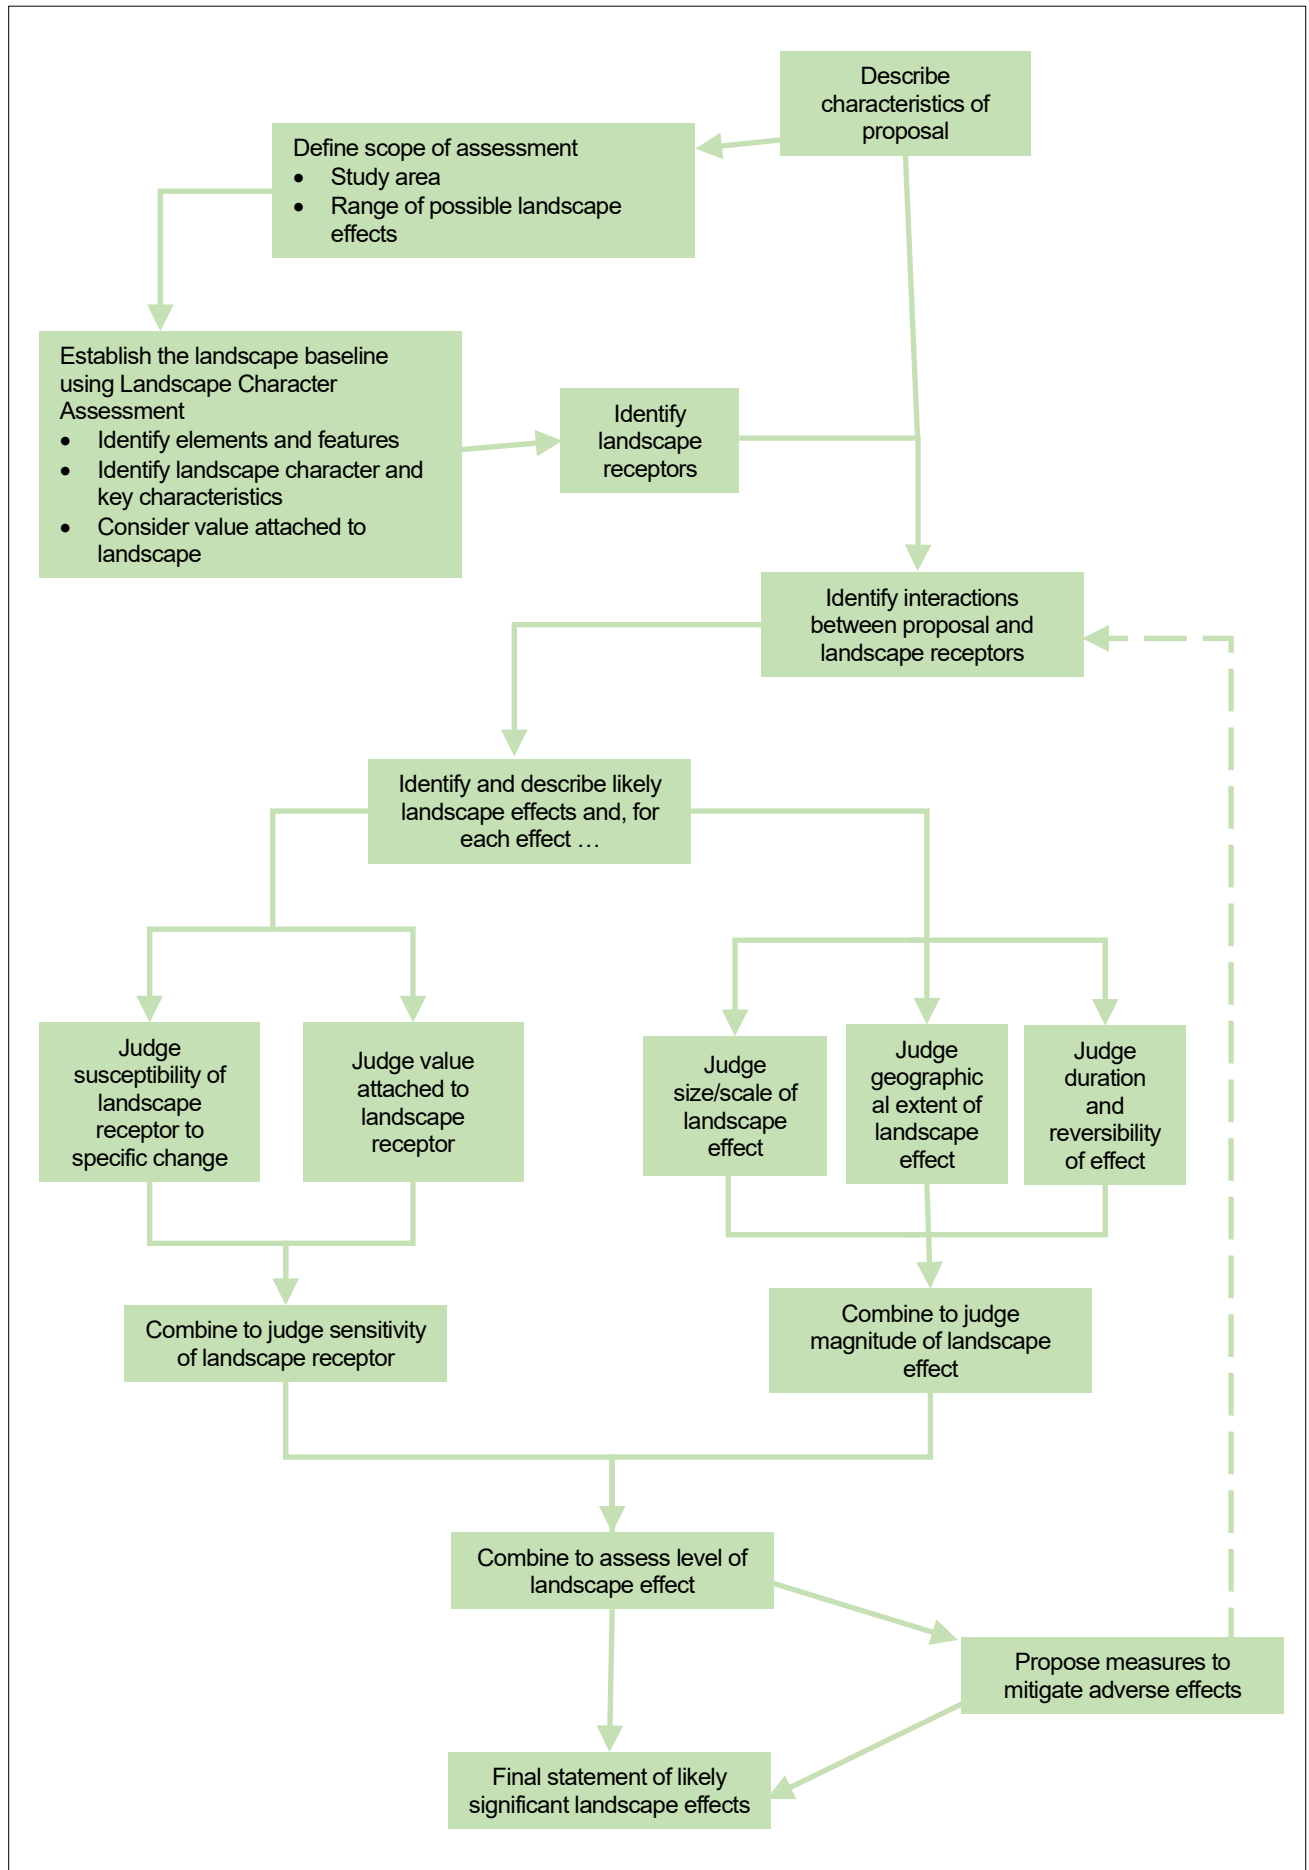 Describe
characteristics of
proposal
Define scope of assessment
• Study area
• Range of possible landscape
effects
Establish the landscape baseline
using Landscape Character
Assessment
• Identify elements and features
• Identify landscape character and
key characteristics
• Consider value attached to
landscape
Identify
landscape
receptors
Identify interactions
between proposal and
landscape receptors
Identify and describe likely
landscape effects and, for
each effect …
Judge
susceptibility of
landscape
receptor to
specific change
Judge value
attached to
landscape
receptor
Judge
size/scale of
landscape
effect
Judge
geographic
al extent of
landscape
effect
Judge
duration
and
reversibility
of effect
Combine to judge sensitivity
of landscape receptor
Combine to judge
magnitude of landscape
effect
Combine to assess level of
landscape effect
Propose measures to
mitigate adverse effects
Final statement of likely
significant landscape effects